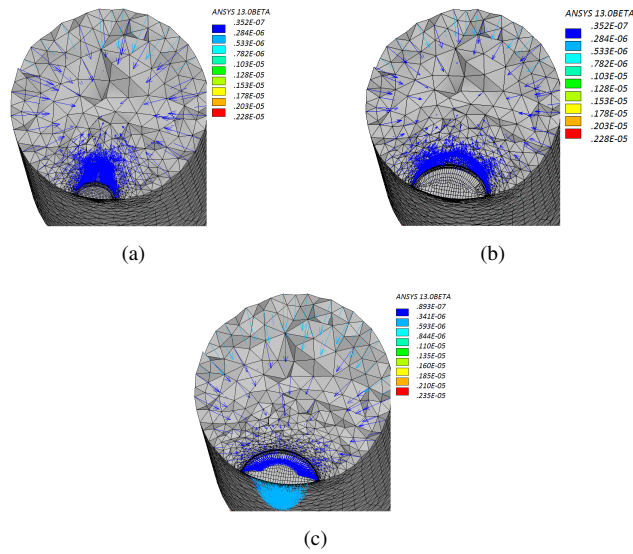 ANSYS 13.0BETA
.352E-07
.284E-06
.533E-06
.782E-06
.103E-05
.128E-05
.153E-05
.178E-05
.203E-05
.228E-05
(a)
ANSYS 13.0BETA
.352E-07
.284E-06
.533E-06
.782E-06
.103E-05
.128E-05
.153E-05
.178E-05
.203E-05
.228E-05
(b)
ANSYS 13.0BETA
.893E-07
.341E-06
.593E-06
.844E-06
.110E-05
.135E-05
.160E-05
.185E-05
.210E-05
.235E-05
(c)